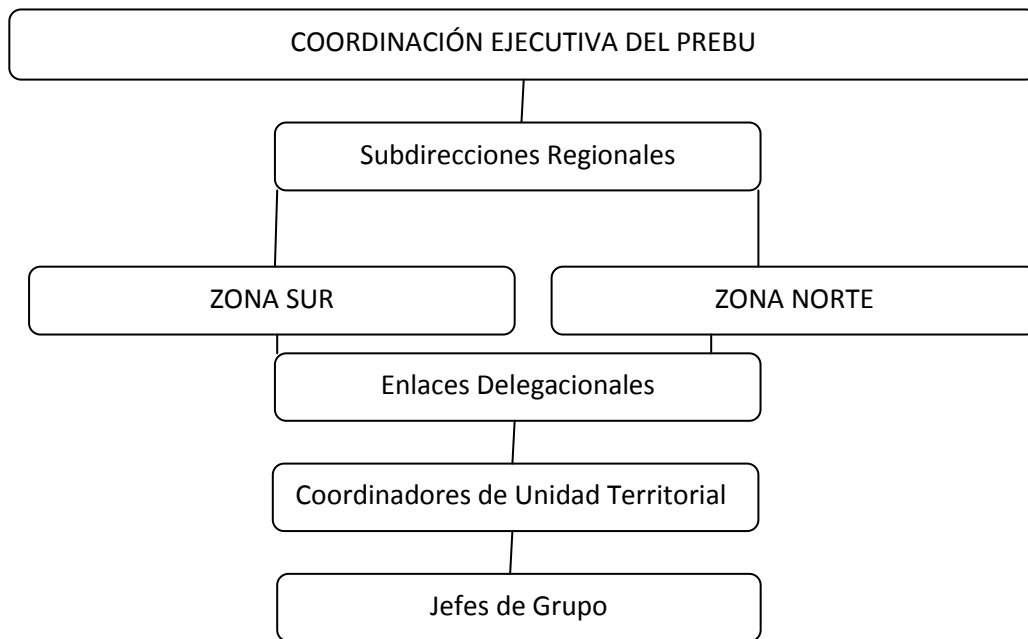 COORDINACIÓN EJECUTIVA DEL PREBU
Subdirecciones Regionales
ZONA SUR
ZONA NORTE
Enlaces Delegacionales
Coordinadores de Unidad Territorial
Jefes de Grupo